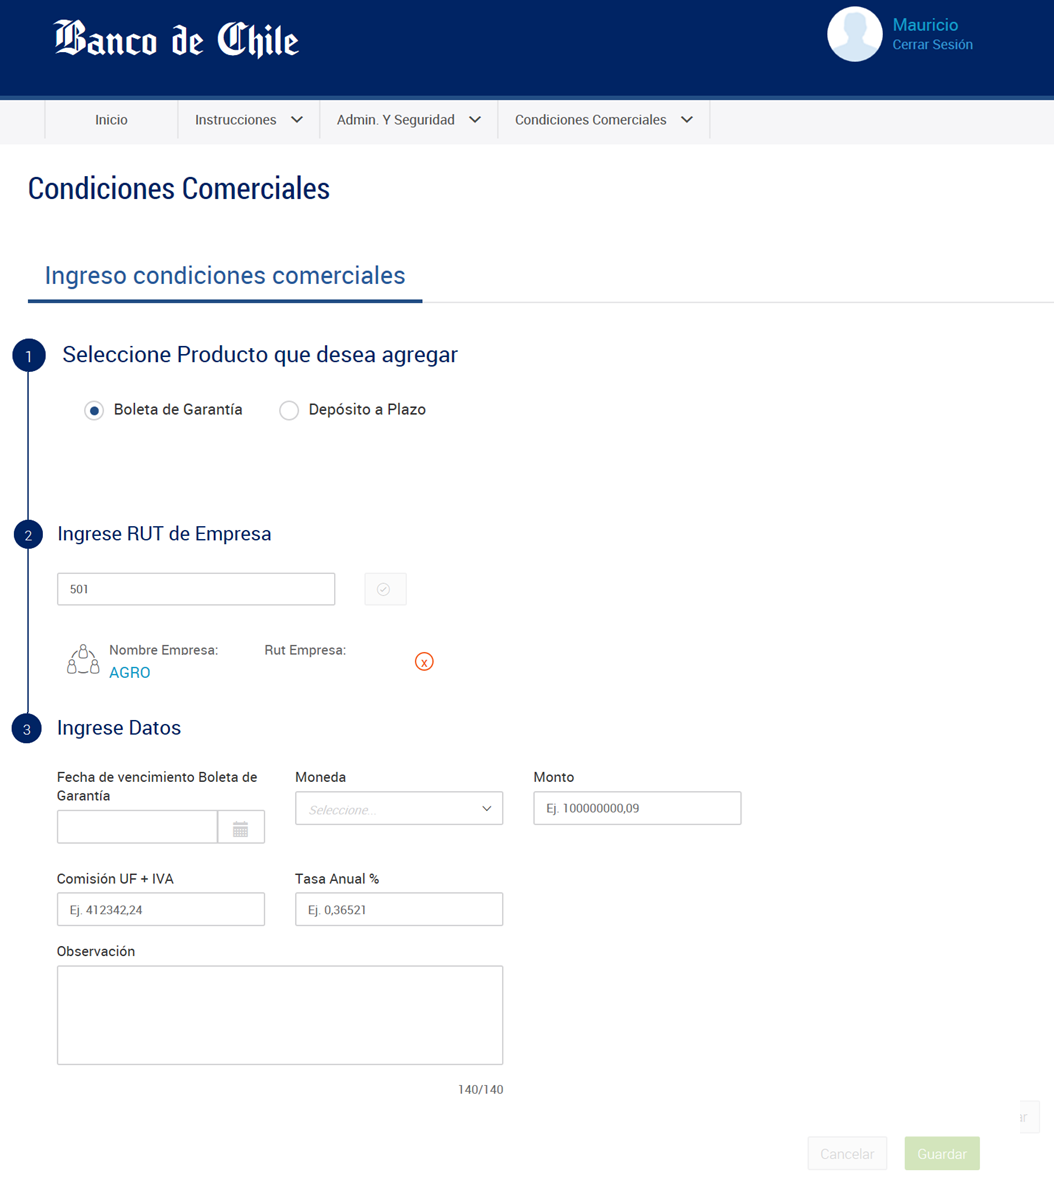 Banco de Chile
Mauricio
Cerrar Sesión
Inicio
Instrucciones
Admin. Y Seguridad
Condiciones Comerciales
Condiciones Comerciales
Ingreso condiciones comerciales
1
Seleccione Producto que desea agregar
Boleta de Garantía
Depósito a Plazo
2
Ingrese RUT de Empresa
501
Nombre Empresa:
Rut Empresa:
AGRO
x
3
Ingrese Datos
Fecha de vencimiento Boleta de
Garantía
Moneda
Seleccione...
Monto
Ej. 100000000,09
Comisión UF + IVA
Ej. 412342,24
Tasa Anual %
Ej. 0,36521
Observación
140/140
Cancelar
Guardar